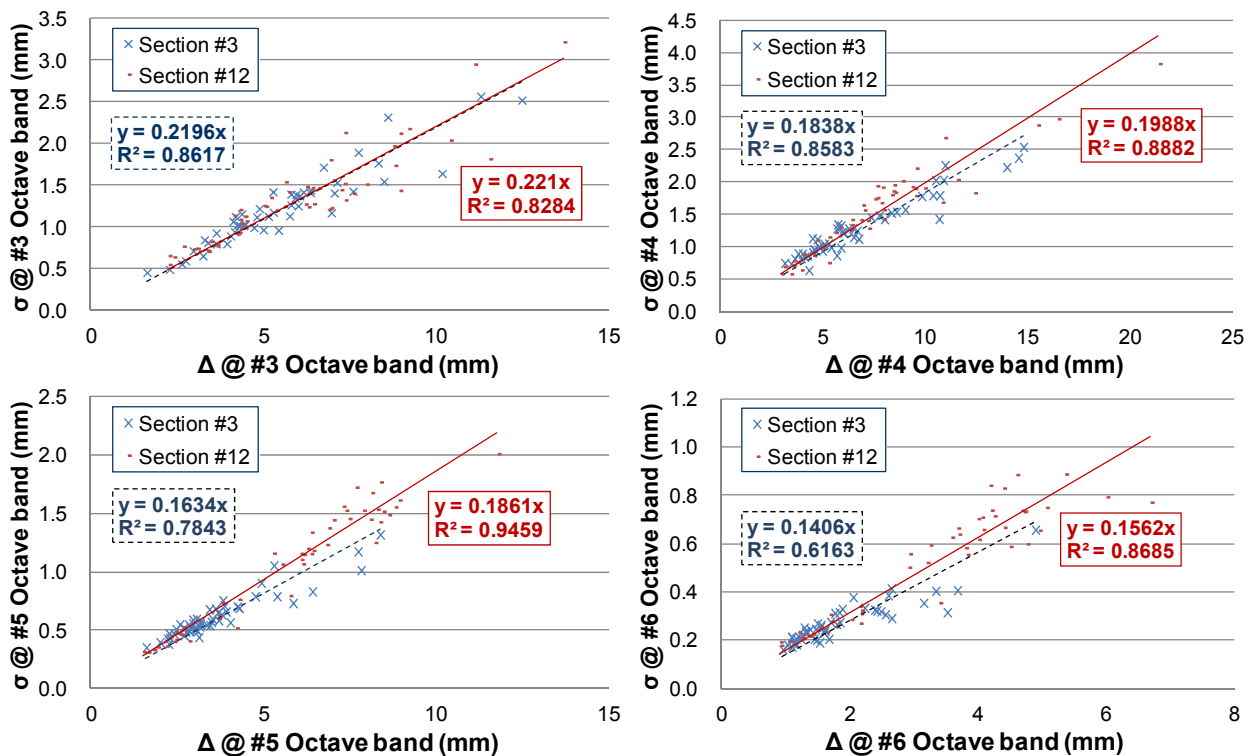 σ @ #3 Octave band (mm)
3.5
3.0
2.5
2.0
1.5
1.0
0.5
0.0
Section #3
Section #12
y = 0.2196x
R² = 0.8617
y = 0.221x
R² = 0.8284
0
5
10
15
Δ @ #3 Octave band (mm)
σ @ #4 Octave band (mm)
4.5
4.0
3.5
3.0
2.5
2.0
1.5
1.0
0.5
0.0
Section #3
Section #12
y = 0.1838x
R² = 0.8583
y = 0.1988x
R² = 0.8882
0
5
10
15
20
25
Δ @ #4 Octave band (mm)
σ @ #5 Octave band (mm)
2.5
2.0
1.5
1.0
0.5
0.0
Section #3
Section #12
y = 0.1634x
R² = 0.7843
y = 0.1861x
R² = 0.9459
0
5
10
15
Δ @ #5 Octave band (mm)
σ @ #6 Octave band (mm)
1.2
1.0
0.8
0.6
0.4
0.2
0.0
Section #3
Section #12
y = 0.1406x
R² = 0.6163
y = 0.1562x
R² = 0.8685
0
2
4
6
8
Δ @ #6 Octave band (mm)